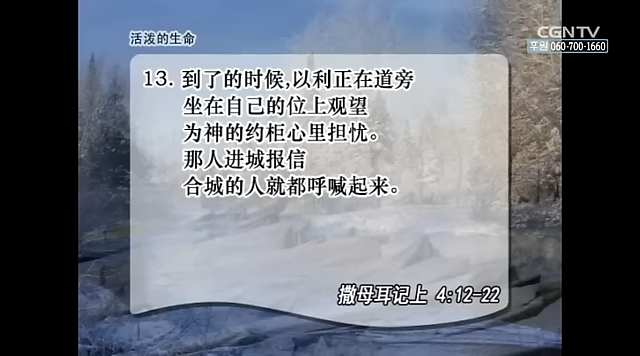 活泼的生命
CGNTV
후원 060-700-1660
13. 到了的时候,以利正在道旁
坐在自己的位上观望
为神的约柜心里担忧。
那人进城报信
合城的人就都呼喊起来。
撒母耳记上 4:12-22